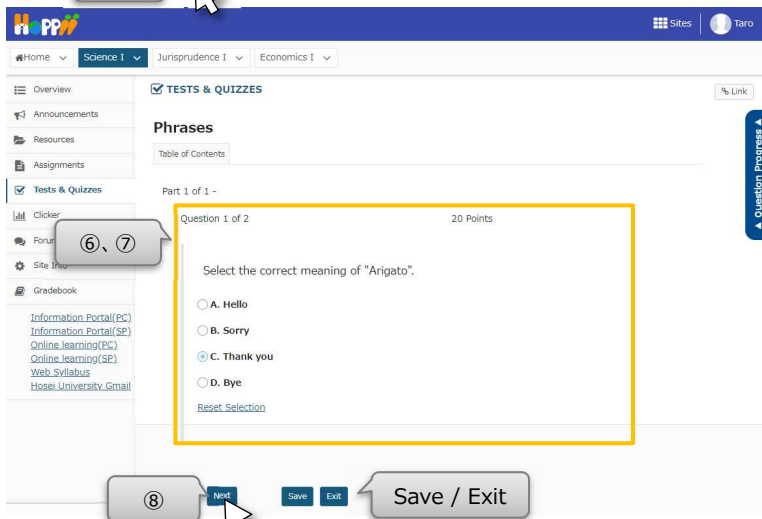 Hoppii
Sites
Taro
Home
Science I
Jurisprudence I
Economics I
Overview
Announcements
Resources
Assignments
Tests & Quizzes
Clicker
Site Info
Gradebook
Information Portal(PC)
Information Portal(SP)
Online learning(PC)
Online learning(SP)
Web Syllabus
Hosei University Gmail
TESTS & QUIZZES
Link
Phrases
Table of Contents
Part 1 of 1 -
Question 1 of 2 20 Points
⑥、⑦
Select the correct meaning of "Arigato".
A. Hello
B. Sorry
C. Thank you
D. Bye
Reset Selection
Question Progress
⑧
Next
Save
Exit
Save / Exit